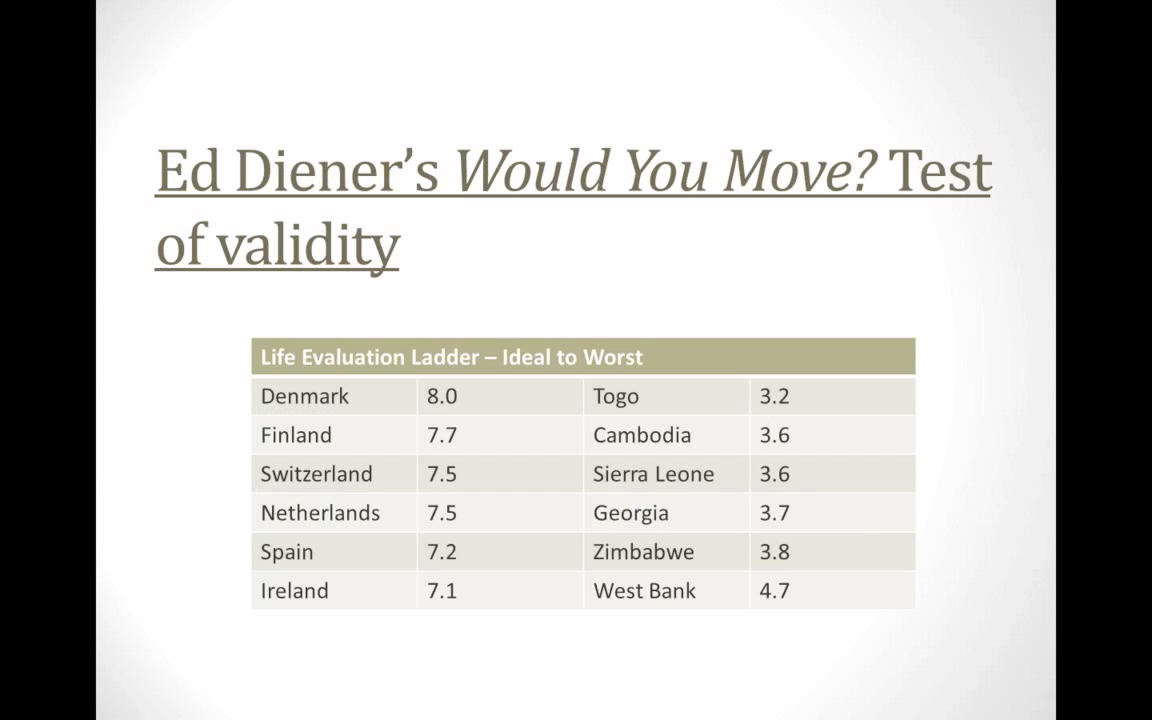 Ed Diener’s Would You Move? Test
of validity
Life Evaluation Ladder – Ideal to Worst
Denmark 8.0 Togo 3.2
Finland 7.7 Cambodia 3.6
Switzerland 7.5 Sierra Leone 3.6
Netherlands 7.5 Georgia 3.7
Spain 7.2 Zimbabwe 3.8
Ireland 7.1 West Bank 4.7